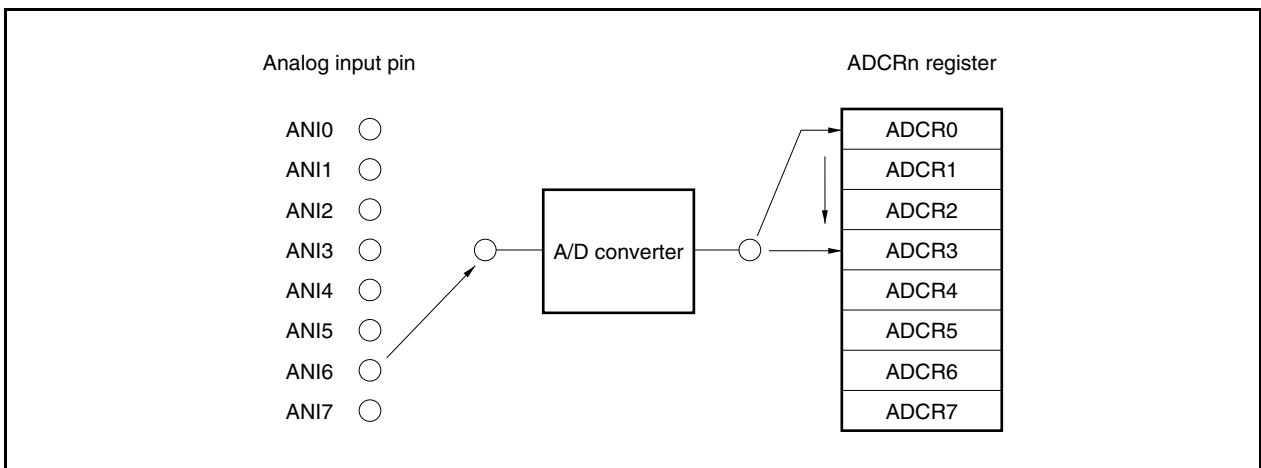 Analog input pin
ADCRn register
ANI0
ANI1
ANI2
ANI3
ANI4
ANI5
ANI6
ANI7
A/D converter
ADCR0
ADCR1
ADCR2
ADCR3
ADCR4
ADCR5
ADCR6
ADCR7